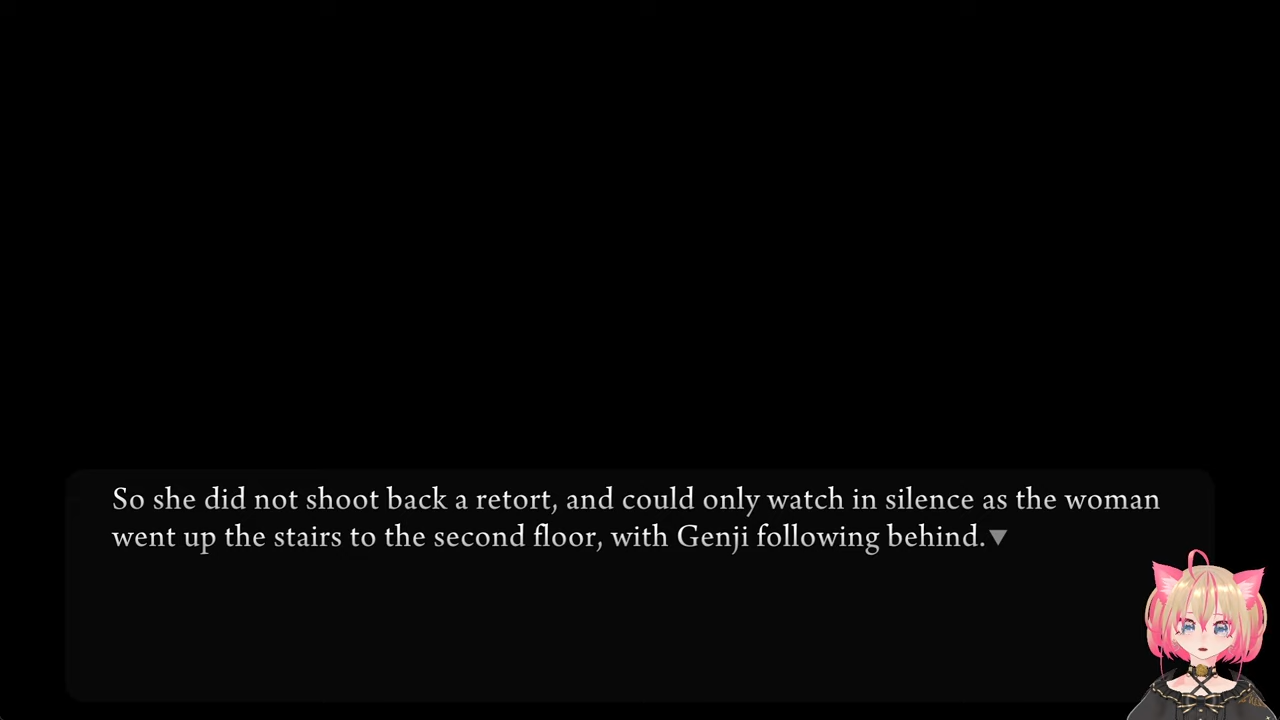 So she did not shoot back a retort, and could only watch in silence as the woman
went up the stairs to the second floor, with Genji following behind.